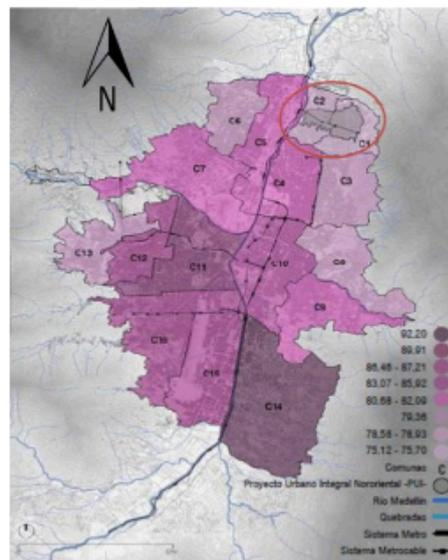 N
C2
C1
C6
C5
C7
C4
C3
C13
C12
C11
C10
C8
C9
C16
C15
C14
92,20
89,91
86,46 - 87,21
83,07 - 85,92
80,68 - 82,09
79,36
78,56 - 78,93
75,12 - 75,70
Comunas C
Proyecto Urbano Integral Nororiental -PUI-
Río Medellín
Quebradas
Sistema Metro
Sistema Metrocable